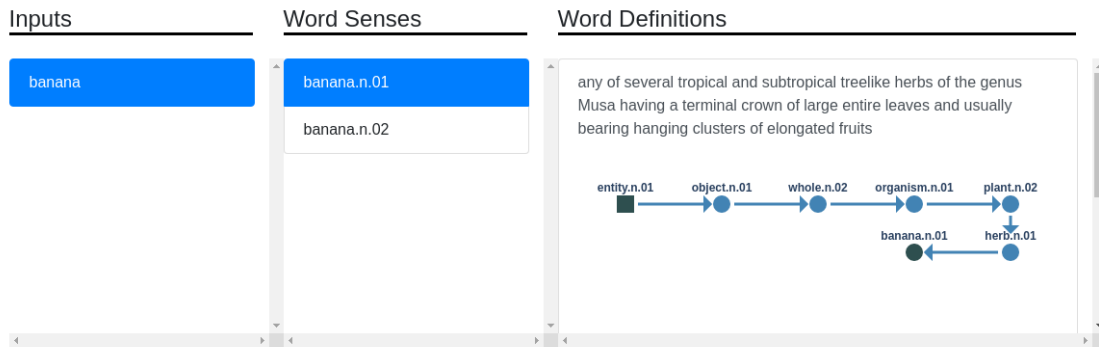 Inputs
Word Senses
Word Definitions
banana
banana.n.01
banana.n.02
any of several tropical and subtropical treelike herbs of the genus
Musa having a terminal crown of large entire leaves and usually
bearing hanging clusters of elongated fruits
entity.n.01
object.n.01
whole.n.02
organism.n.01
plant.n.02
banana.n.01
herb.n.01